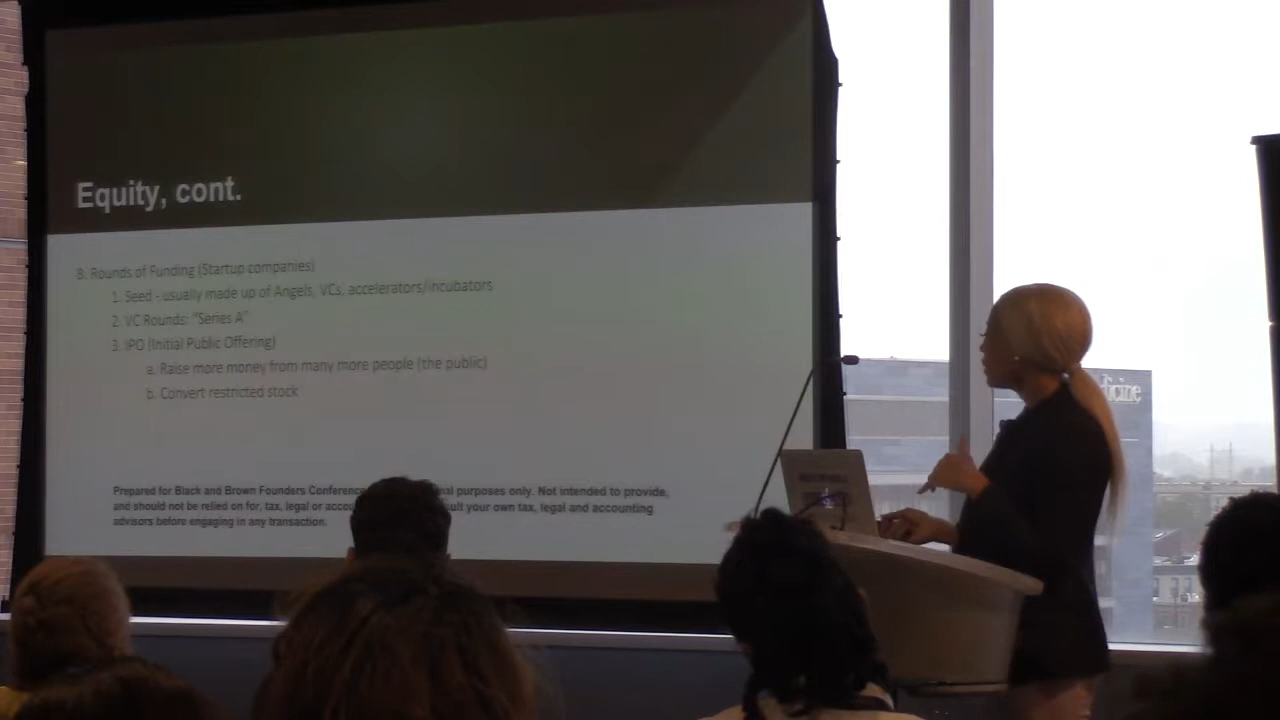 Equity, cont.
B. Rounds of Funding (Startup companies)
1. Seed - usually made up of Angels, VCs, accelerators/incubators
2. VC Rounds: "Series A"
3. IPO (Initial Public Offering)
a. Raise more money from many more people (the public)
b. Convert restricted stock
Prepared for Black and Brown Founders Conference purposes only. Not intended to provide,
and should not be relied on for, tax, legal or your own tax, legal and accounting
advisors before engaging in any transaction.